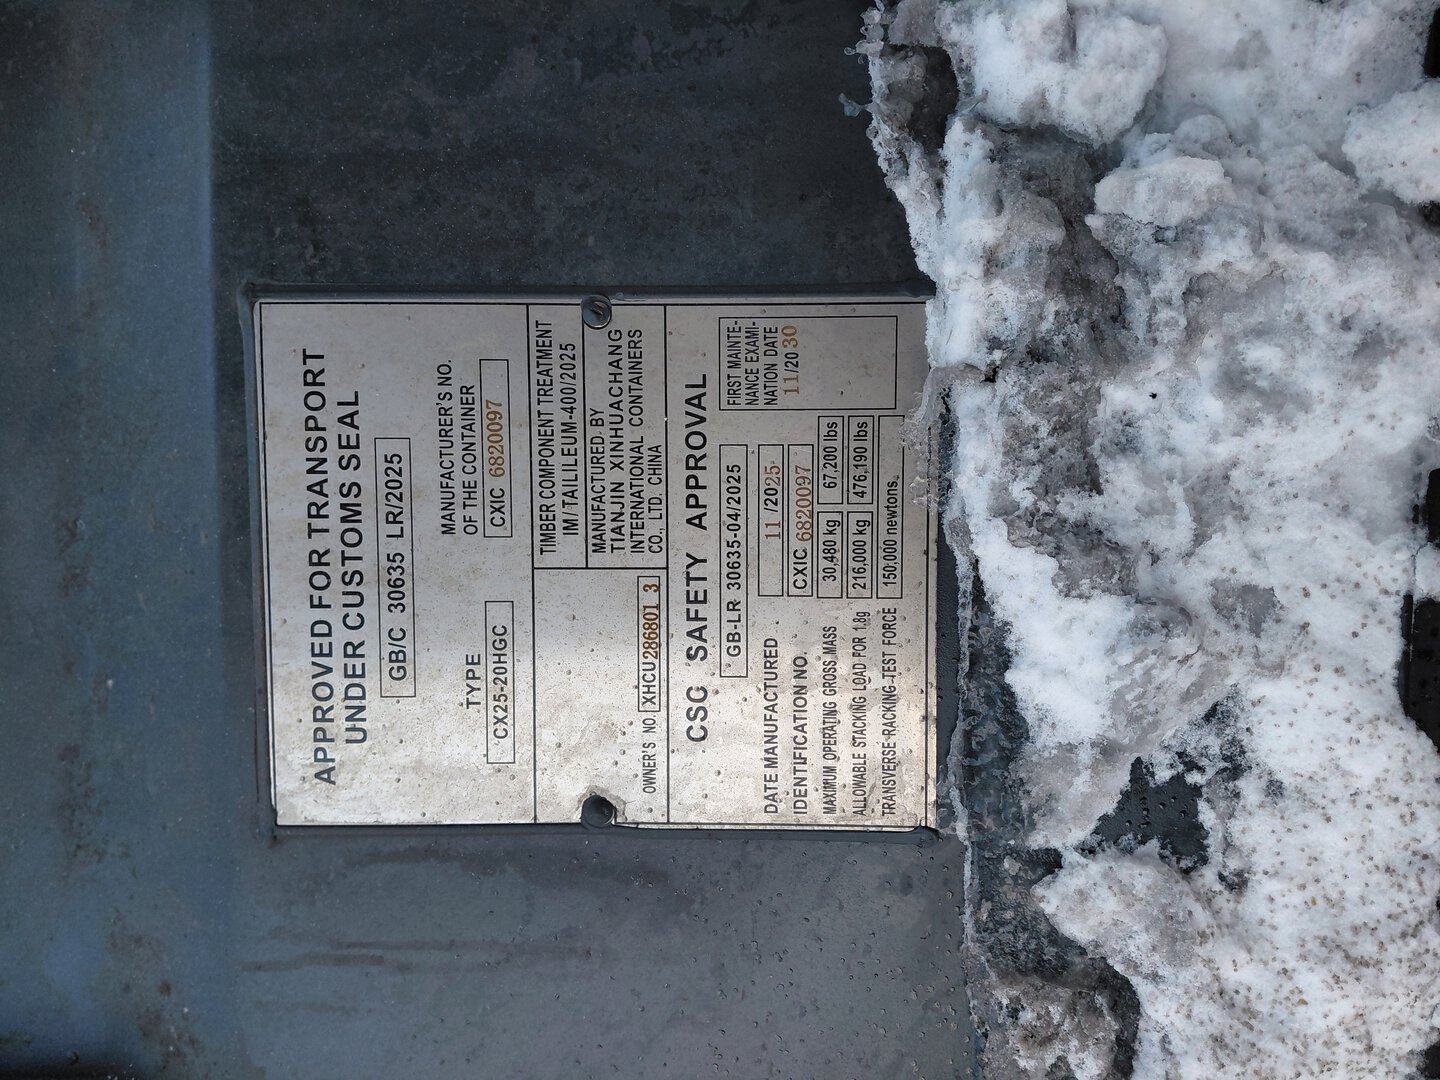 APPROVED FOR TRANSPORT
UNDER CUSTOMS SEAL
GB/C 30635 LR/2025
TYPE
CX25-20HGC
MANUFACTURER'S NO.
OF THE CONTAINER
CXIC 6820097
OWNER'S NO. XHCU 286801 3
TIMBER COMPONENT TREATMENT
IM/TAILILEUM-400/2025
MANUFACTURED BY
TIANJIN XINHUACHANG
INTERNATIONAL CONTAINERS
CO., LTD. CHINA
CSC SAFETY APPROVAL
GB-LR 30635-04/2025
DATE MANUFACTURED 11/2025
IDENTIFICATION NO. CXIC 6820097
MAXIMUM OPERATING GROSS MASS 30,480 kg 67,200 lbs
ALLOWABLE STACKING LOAD FOR 1.8g 216,000 kg 476,190 lbs
TRANSVERSE-RACKING-TEST FORCE 150,000 newtons
FIRST MAINTE-
NANCE EXAMI-
NATION DATE
11/2030